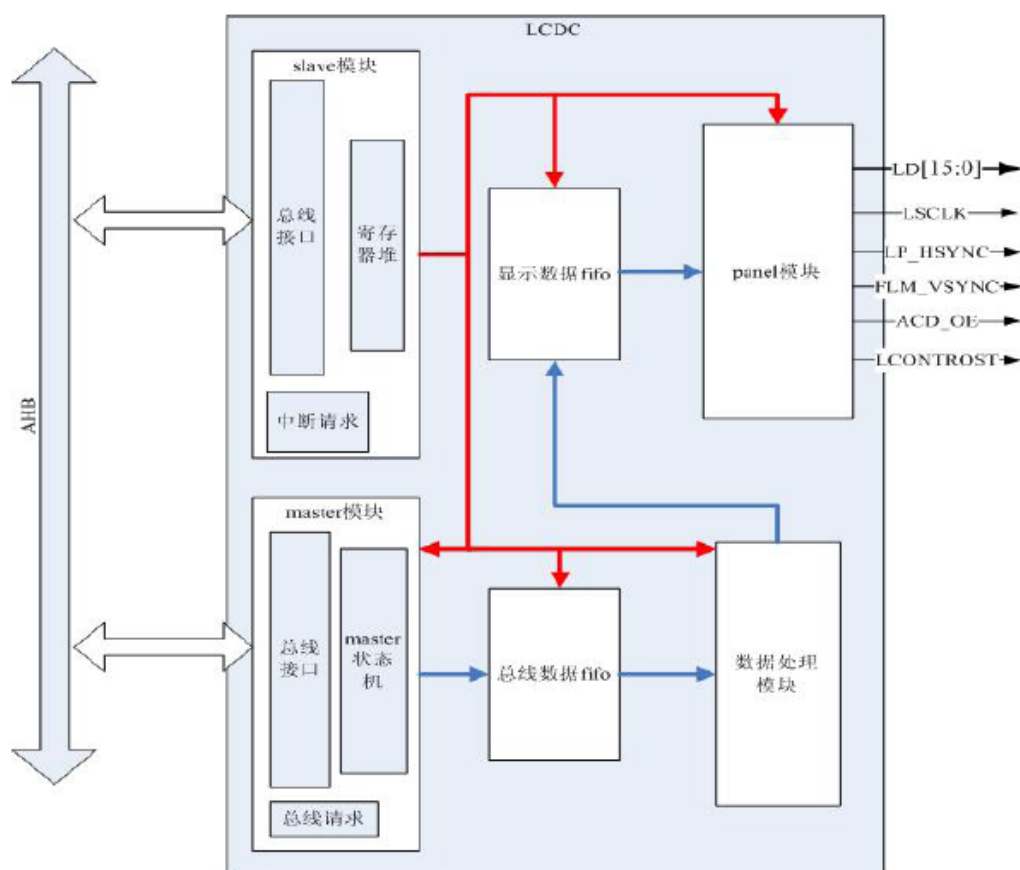 LCDC
slave模块
总线
接口
寄存
器堆
中断请求
显示数据fifo
panel模块
LD[15:0]
LSCLK
LP_HSYNC
FLM_VSYNC
ACD_OE
LCONTROST
AHB
master模块
总线
接口
master
状态
机
总线请求
总线数据fifo
数据处理
模块